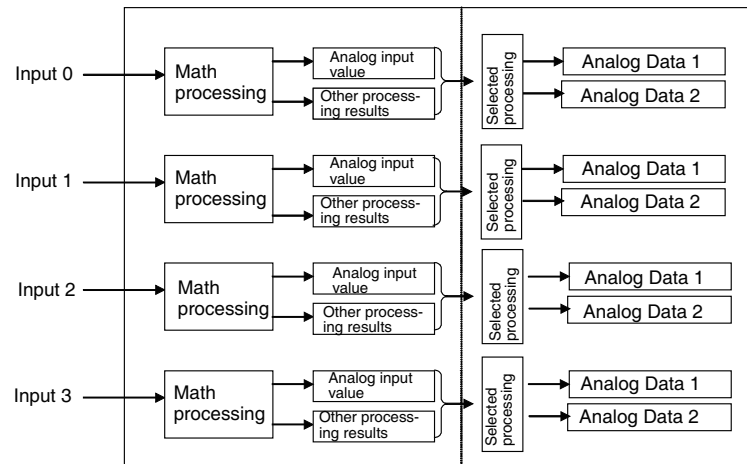 Input 0
Math
processing
Analog input
value
Other process-
ing results
Selected
processing
Analog Data 1
Analog Data 2
Input 1
Math
processing
Analog input
value
Other process-
ing results
Selected
processing
Analog Data 1
Analog Data 2
Input 2
Math
processing
Analog input
value
Other process-
ing results
Selected
processing
Analog Data 1
Analog Data 2
Input 3
Math
processing
Analog input
value
Other process-
ing results
Selected
processing
Analog Data 1
Analog Data 2